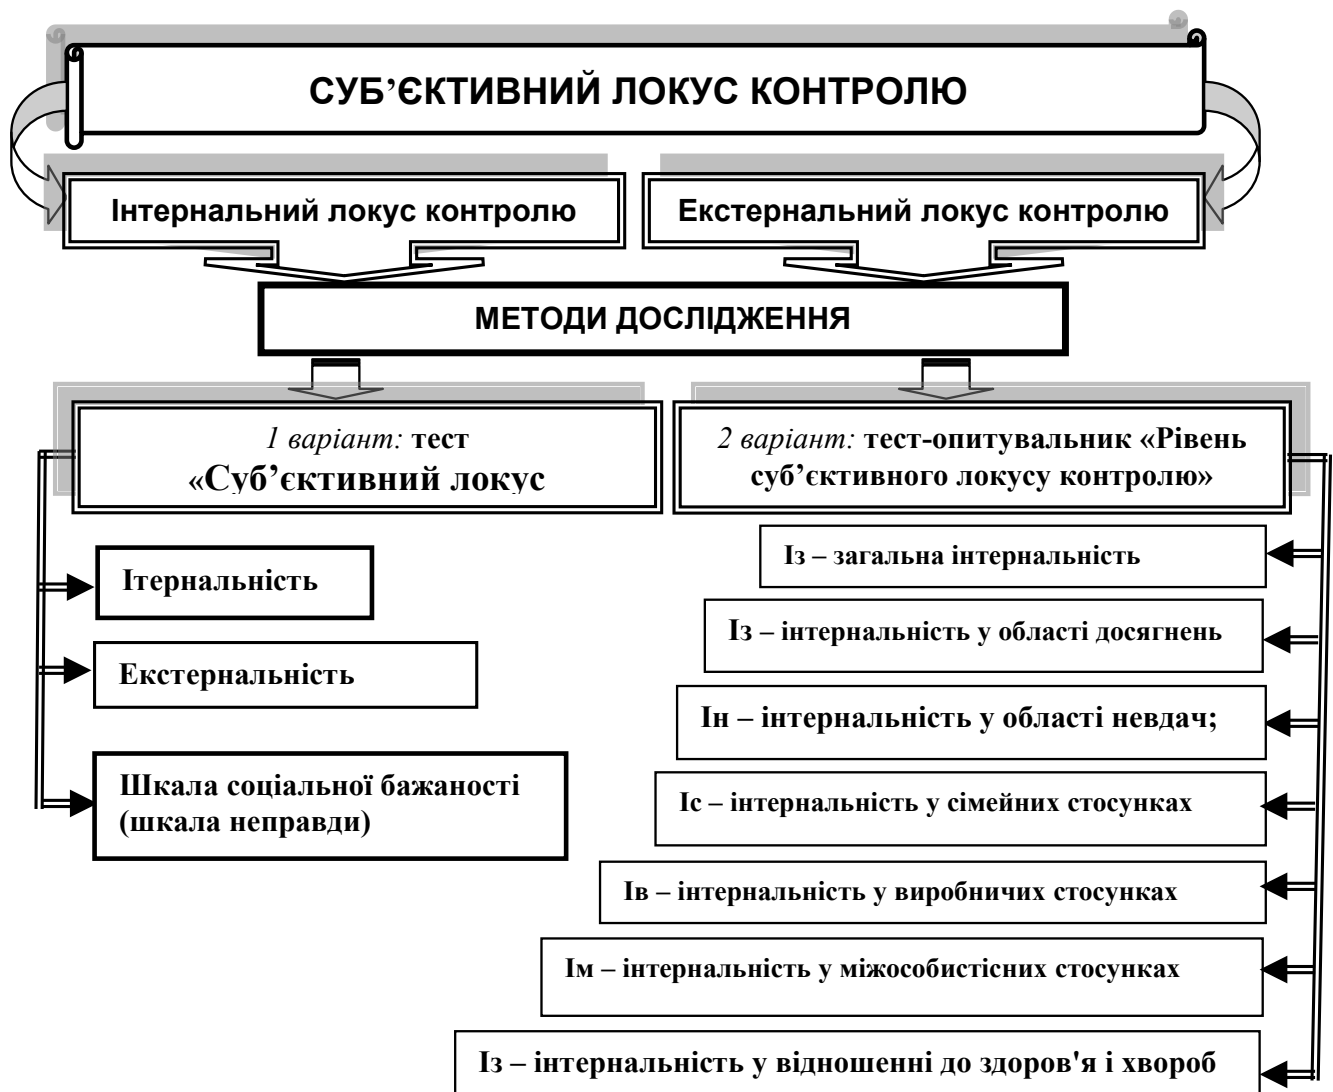 СУБ’ЄКТИВНИЙ ЛОКУС КОНТРОЛЮ
Інтернальний локус контролю
Екстернальний локус контролю
МЕТОДИ ДОСЛІДЖЕННЯ
1 варіант: тест
«Суб’єктивний локус
2 варіант: тест-опитувальник «Рівень
суб’єктивного локусу контролю»
Ітернальність
Екстернальність
Шкала соціальної бажаності
(шкала неправди)
Із – загальна інтернальність
Із – інтернальність у області досягнень
Ін – інтернальність у області невдач;
Іс – інтернальність у сімейних стосунках
Ів – інтернальність у виробничих стосунках
Ім – інтернальність у міжособистісних стосунках
Із – інтернальність у відношенні до здоров'я і хвороб